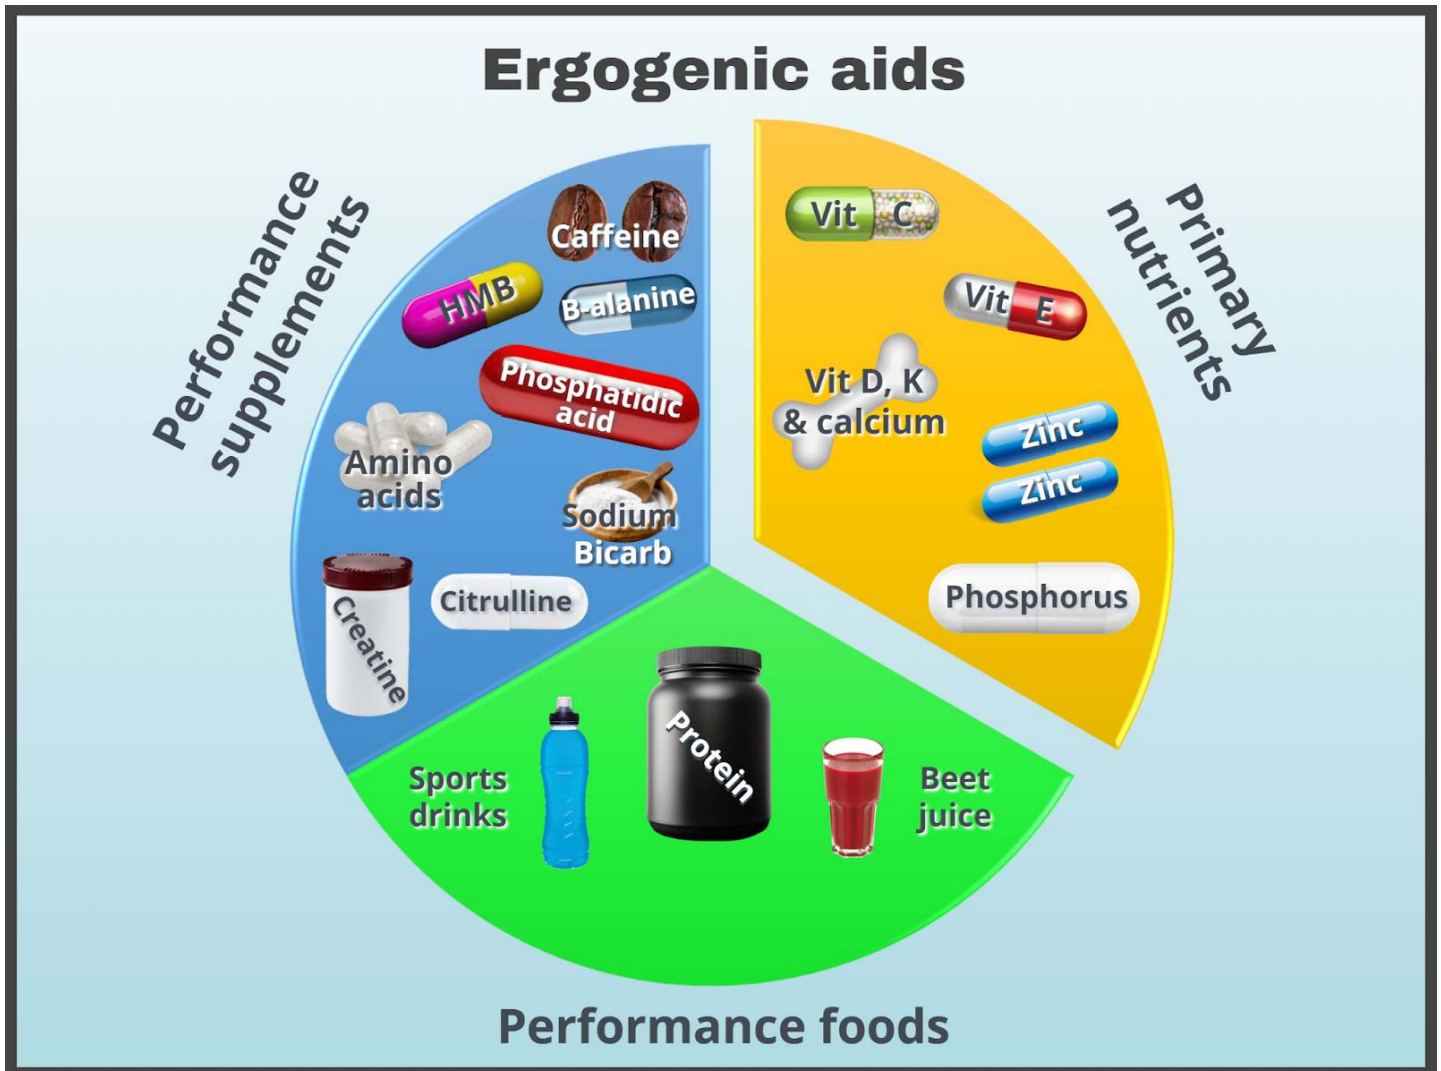 Ergogenic aids
Performance
supplements
Caffeine
HMB
B-alanine
Phosphatidic
acid
Amino
acids
Sodium
Bicarb
Creatine
Citrulline
Primary
nutrients
Vit C
Vit E
Vit D, K
& calcium
Zinc
Zinc
Phosphorus
Sports
drinks
Protein
Beet
juice
Performance foods